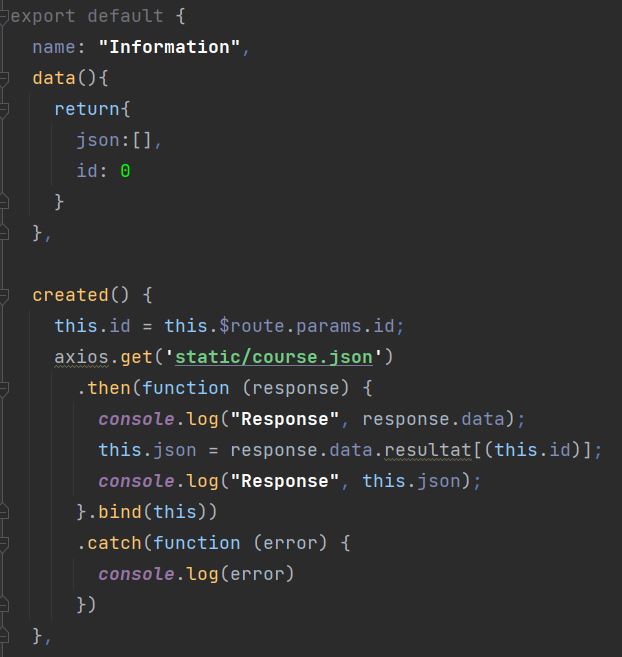 export default {
  name: "Information",
  data(){
    return{
      json:[],
      id: 0
    }
  },

  created() {
    this.id = this.$route.params.id;
    axios.get('static/course.json')
      .then(function (response) {
        console.log("Response", response.data);
        this.json = response.data.resultat[(this.id)];
        console.log("Response", this.json);
      }.bind(this))
      .catch(function (error) {
        console.log(error)
      })
  },